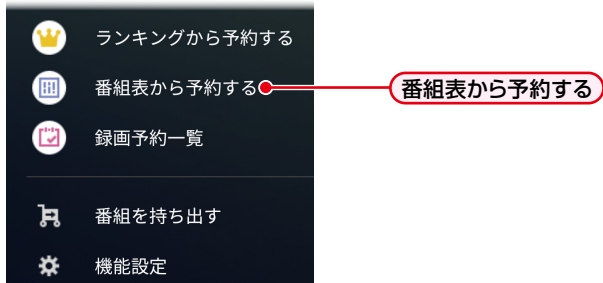 ランキングから予約する
番組表から予約する
番組表から予約する
録画予約一覧
番組を持ち出す
機能設定